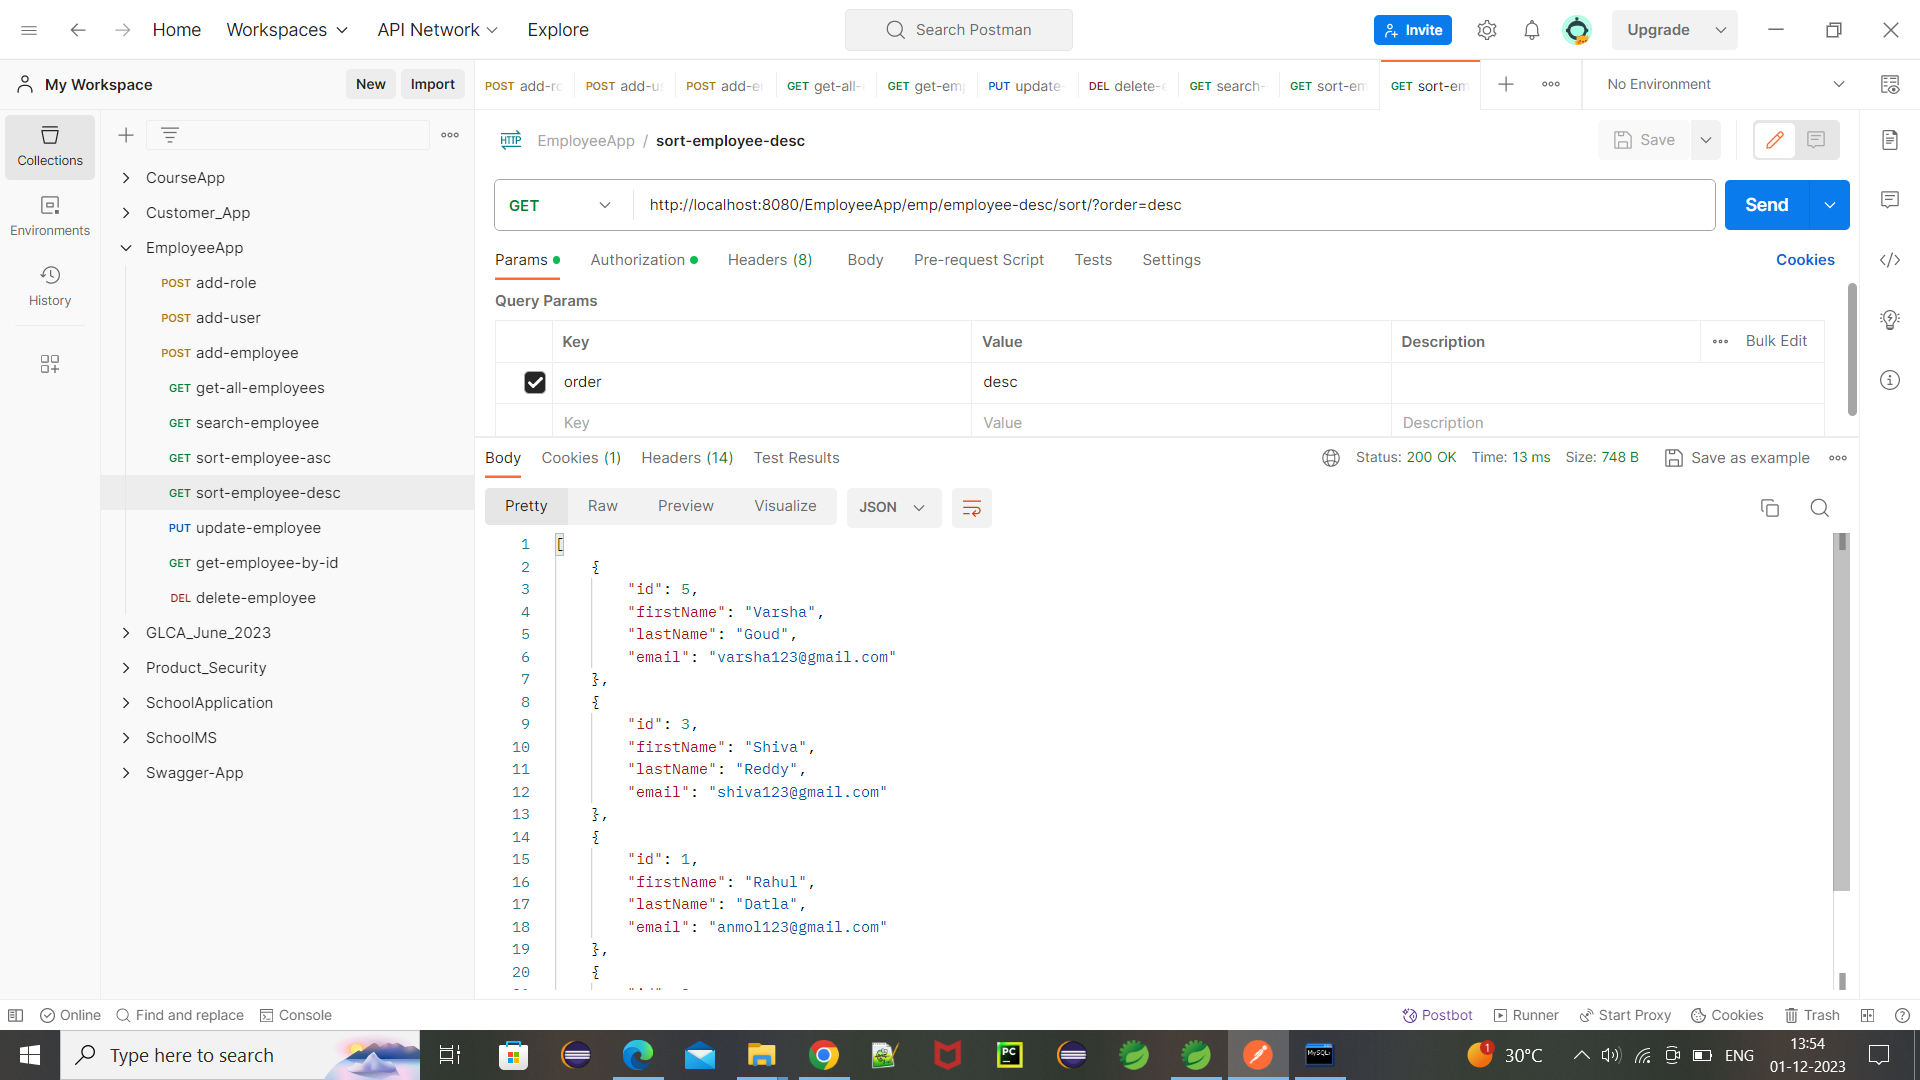 Home
Workspaces
API Network
Explore
Search Postman
Invite
Upgrade
My Workspace
New
Import
POST add-ro
POST add-us
POST add-e
GET get-all-
GET get-emp
PUT update-
DEL delete-e
GET search-
GET sort-em
GET sort-em
No Environment
Collections
Environments
History
CourseApp
Customer_App
EmployeeApp
POST add-role
POST add-user
POST add-employee
GET get-all-employees
GET search-employee
GET sort-employee-asc
GET sort-employee-desc
PUT update-employee
GET get-employee-by-id
DEL delete-employee
GLCA_June_2023
Product_Security
SchoolApplication
SchoolMS
Swagger-App
HTTP EmployeeApp / sort-employee-desc
Save
GET
http://localhost:8080/EmployeeApp/emp/employee-desc/sort/?order=desc
Send
Params
Authorization
Headers (8)
Body
Pre-request Script
Tests
Settings
Cookies
Query Params
Key Value Description Bulk Edit
order desc
Key Value Description
Body
Cookies (1)
Headers (14)
Test Results
Status: 200 OK Time: 13 ms Size: 748 B
Save as example
Pretty
Raw
Preview
Visualize
JSON
1 [
2 {
3 "id": 5,
4 "firstName": "Varsha",
5 "lastName": "Goud",
6 "email": "varsha123@gmail.com"
7 },
8 {
9 "id": 3,
10 "firstName": "Shiva",
11 "lastName": "Reddy",
12 "email": "shiva123@gmail.com"
13 },
14 {
15 "id": 1,
16 "firstName": "Rahul",
17 "lastName": "Datla",
18 "email": "anmol123@gmail.com"
19 },
20 {
Online
Find and replace
Console
Postbot
Runner
Start Proxy
Cookies
Trash
Type here to search
PC
MySQL
1
30°C
ENG
13:54
01-12-2023